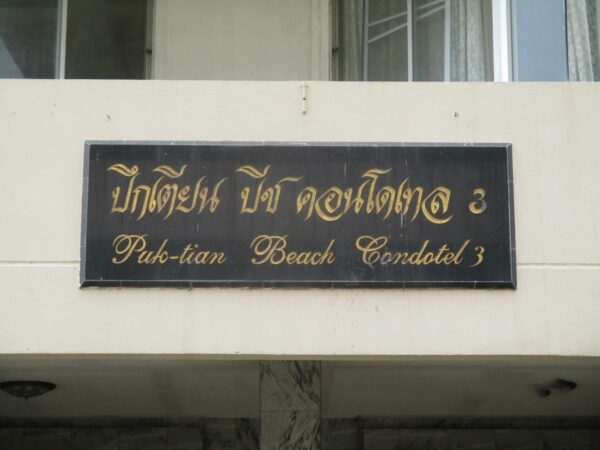 ปึกเตียน บีช คอนโดเทล 3
Puk-tian Beach Condotel 3